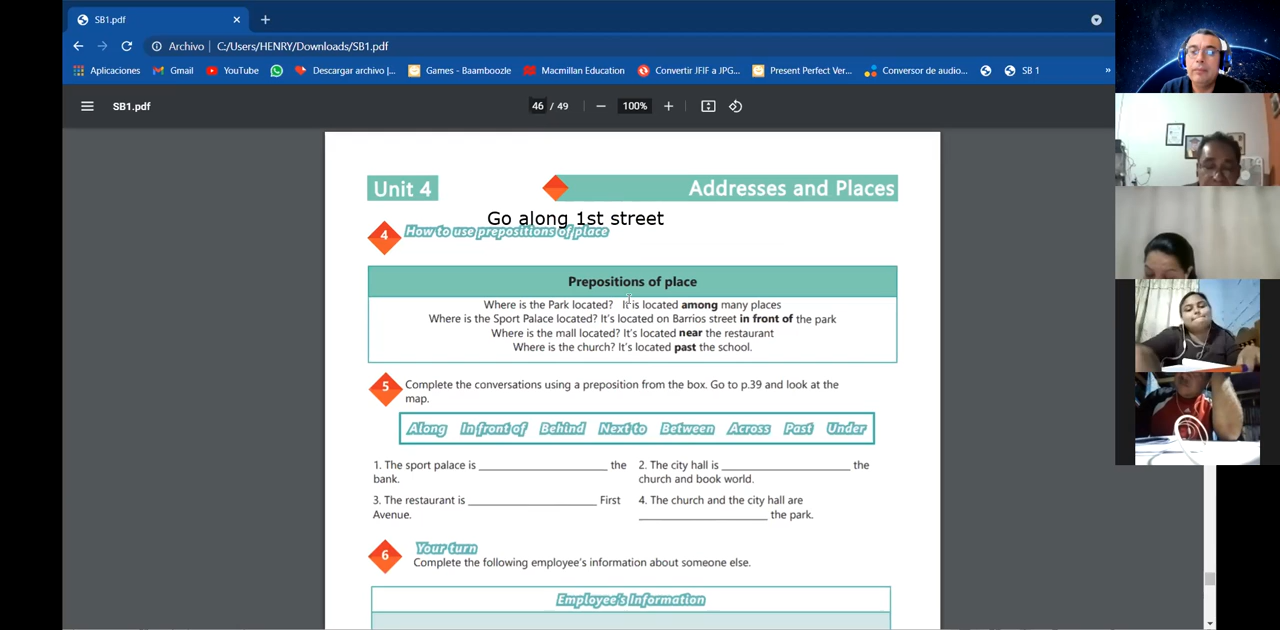 SB1.pdf
Archivo C:/Users/HENRY/Downloads/SB1.pdf
Aplicaciones Gmail YouTube Descargar archivo |... Games - Baamboozle Macmillan Education Convertir JFIF a JPG... Present Perfect Ver... Conversor de audio... SB 1 »
SB1.pdf 46 / 49 100%
Unit 4 Addresses and Places
Go along 1st street
4 How to use prepositions of place
Prepositions of place
Where is the Park located? It is located among many places
Where is the Sport Palace located? It's located on Barrios street in front of the park
Where is the mall located? It's located near the restaurant
Where is the church? It's located past the school.
5 Complete the conversations using a preposition from the box. Go to p.39 and look at the
map.
Along In front of Behind Next to Between Across Past Under
1. The sport palace is ____________________ the
bank.
2. The city hall is ____________________ the
church and book world.
3. The restaurant is ____________________ First
Avenue.
4. The church and the city hall are
____________________ the park.
6 Your turn
Complete the following employee's information about someone else.
Employee's Information